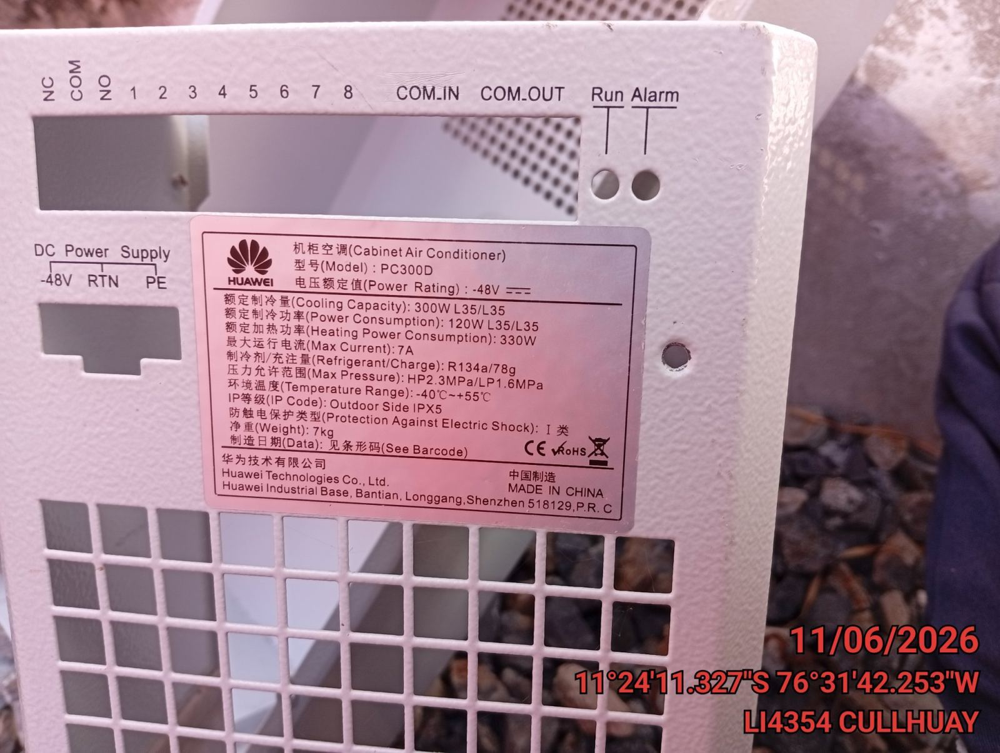 NC COM NO 1 2 3 4 5 6 7 8 COM_IN COM_OUT Run Alarm
DC Power Supply
-48V RTN PE
HUAWEI
机柜空调(Cabinet Air Conditioner)
型号(Model) : PC300D
电压额定值(Power Rating) : -48V ⎓
额定制冷量(Cooling Capacity): 300W L35/L35
额定制冷功率(Power Consumption): 120W L35/L35
额定加热功率(Heating Power Consumption): 330W
最大运行电流(Max Current): 7A
制冷剂/充注量(Refrigerant/Charge): R134a/78g
压力允许范围(Max Pressure): HP2.3MPa/LP1.6MPa
环境温度(Temperature Range): -40℃~+55℃
IP等级(IP Code): Outdoor Side IPX5
防触电保护类型(Protection Against Electric Shock): I 类
净重(Weight): 7kg
制造日期(Data): 见条形码(See Barcode)
CE RoHS
华为技术有限公司
Huawei Technologies Co., Ltd.
中国制造
MADE IN CHINA
Huawei Industrial Base, Bantian, Longgang,Shenzhen 518129,P.R. C
11/06/2026
11°24'11.327"S 76°31'42.253"W
LI4354 CULLHUAY